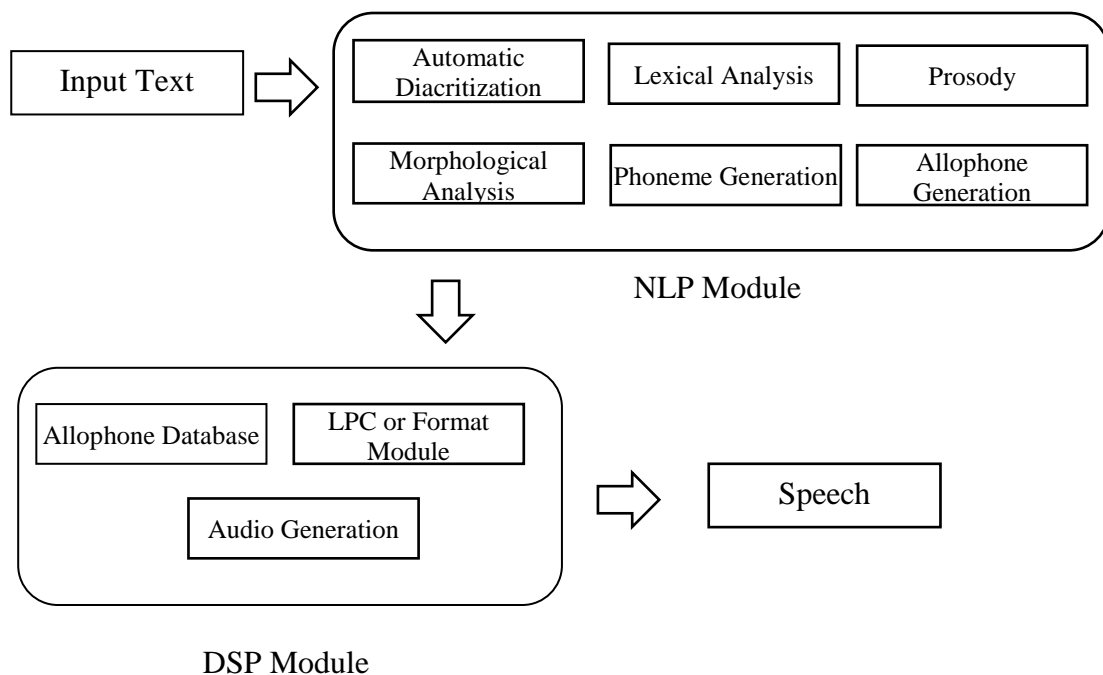 Input Text
Automatic
Diacritization
Lexical Analysis
Prosody
Morphological
Analysis
Phoneme Generation
Allophone
Generation
NLP Module
Allophone Database
LPC or Format
Module
Audio Generation
Speech
DSP Module